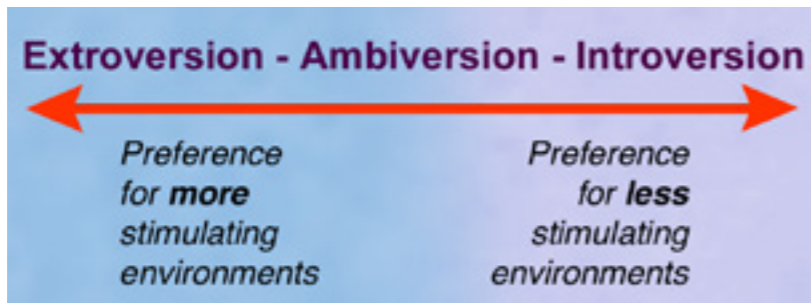 Extroversion - Ambiversion - Introversion
Preference
for more
stimulating
environments
Preference
for less
stimulating
environments